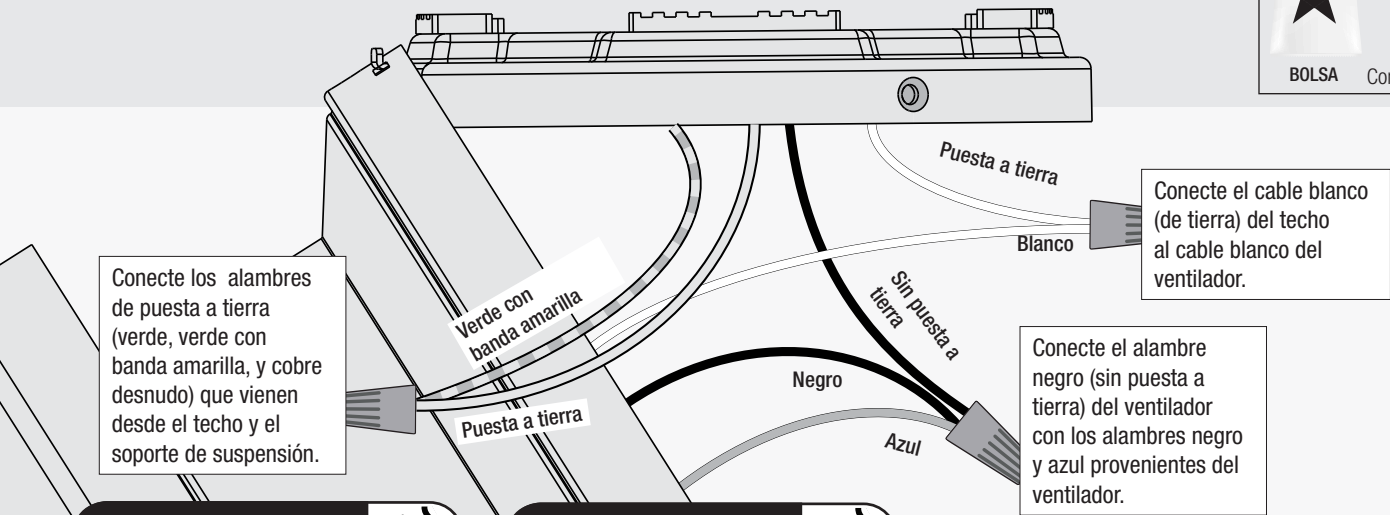 BOLSA
Puesta a tierra
Conecte el cable blanco
(de tierra) del techo
al cable blanco del
ventilador.
Blanco
Conecte los alambres
de puesta a tierra
(verde, verde con
banda amarilla, y cobre
desnudo) que vienen
desde el techo y el
soporte de suspensión.
Verde con
banda amarilla
Puesta a tierra
Sin puesta a
tierra
Negro
Azul
Conecte el alambre
negro (sin puesta a
tierra) del ventilador
con los alambres negro
y azul provenientes del
ventilador.